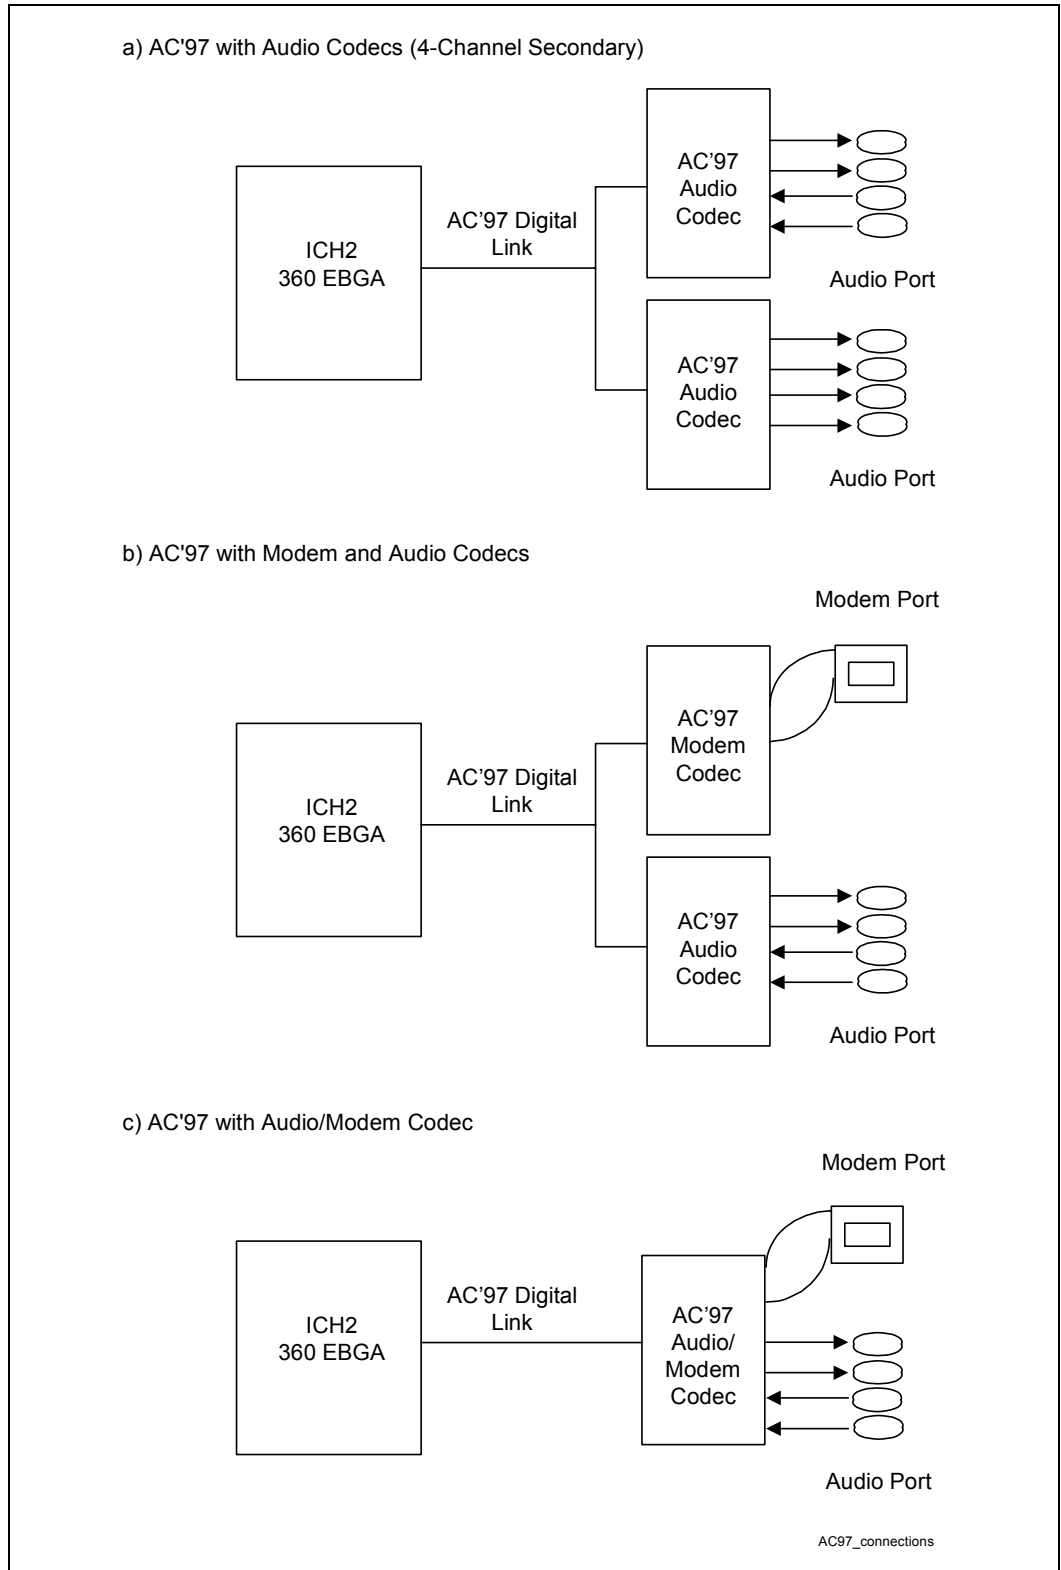 a) AC'97 with Audio Codecs (4-Channel Secondary)
AC’97
Audio
Codec
AC’97 Digital
Link
ICH2
360 EBGA
Audio Port
AC’97
Audio
Codec
Audio Port
b) AC'97 with Modem and Audio Codecs
Modem Port
AC’97
Modem
Codec
AC’97 Digital
Link
ICH2
360 EBGA
AC’97
Audio
Codec
Audio Port
c) AC'97 with Audio/Modem Codec
Modem Port
AC’97 Digital
Link
ICH2
360 EBGA
AC’97
Audio/
Modem
Codec
Audio Port
AC97_connections